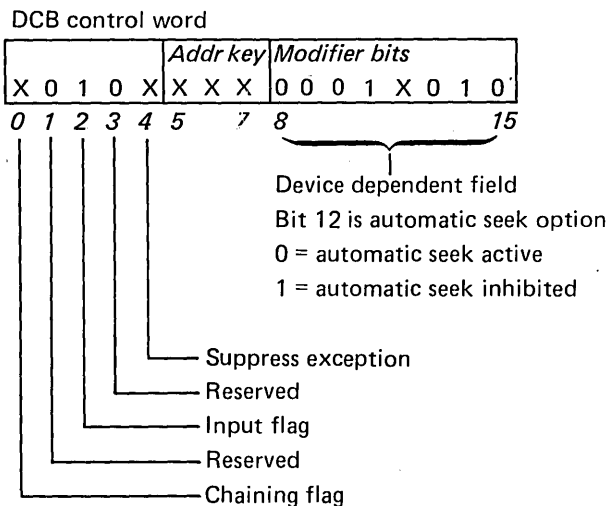 DCB control word
Addr key Modifier bits
X 0 1 0 X X X X 0 0 0 1 X 0 1 0
0 1 2 3 4 5 7 8 15
Device dependent field
Bit 12 is automatic seek option
0 = automatic seek active
1 = automatic seek inhibited
Suppress exception
Reserved
Input flag
Reserved
Chaining flag